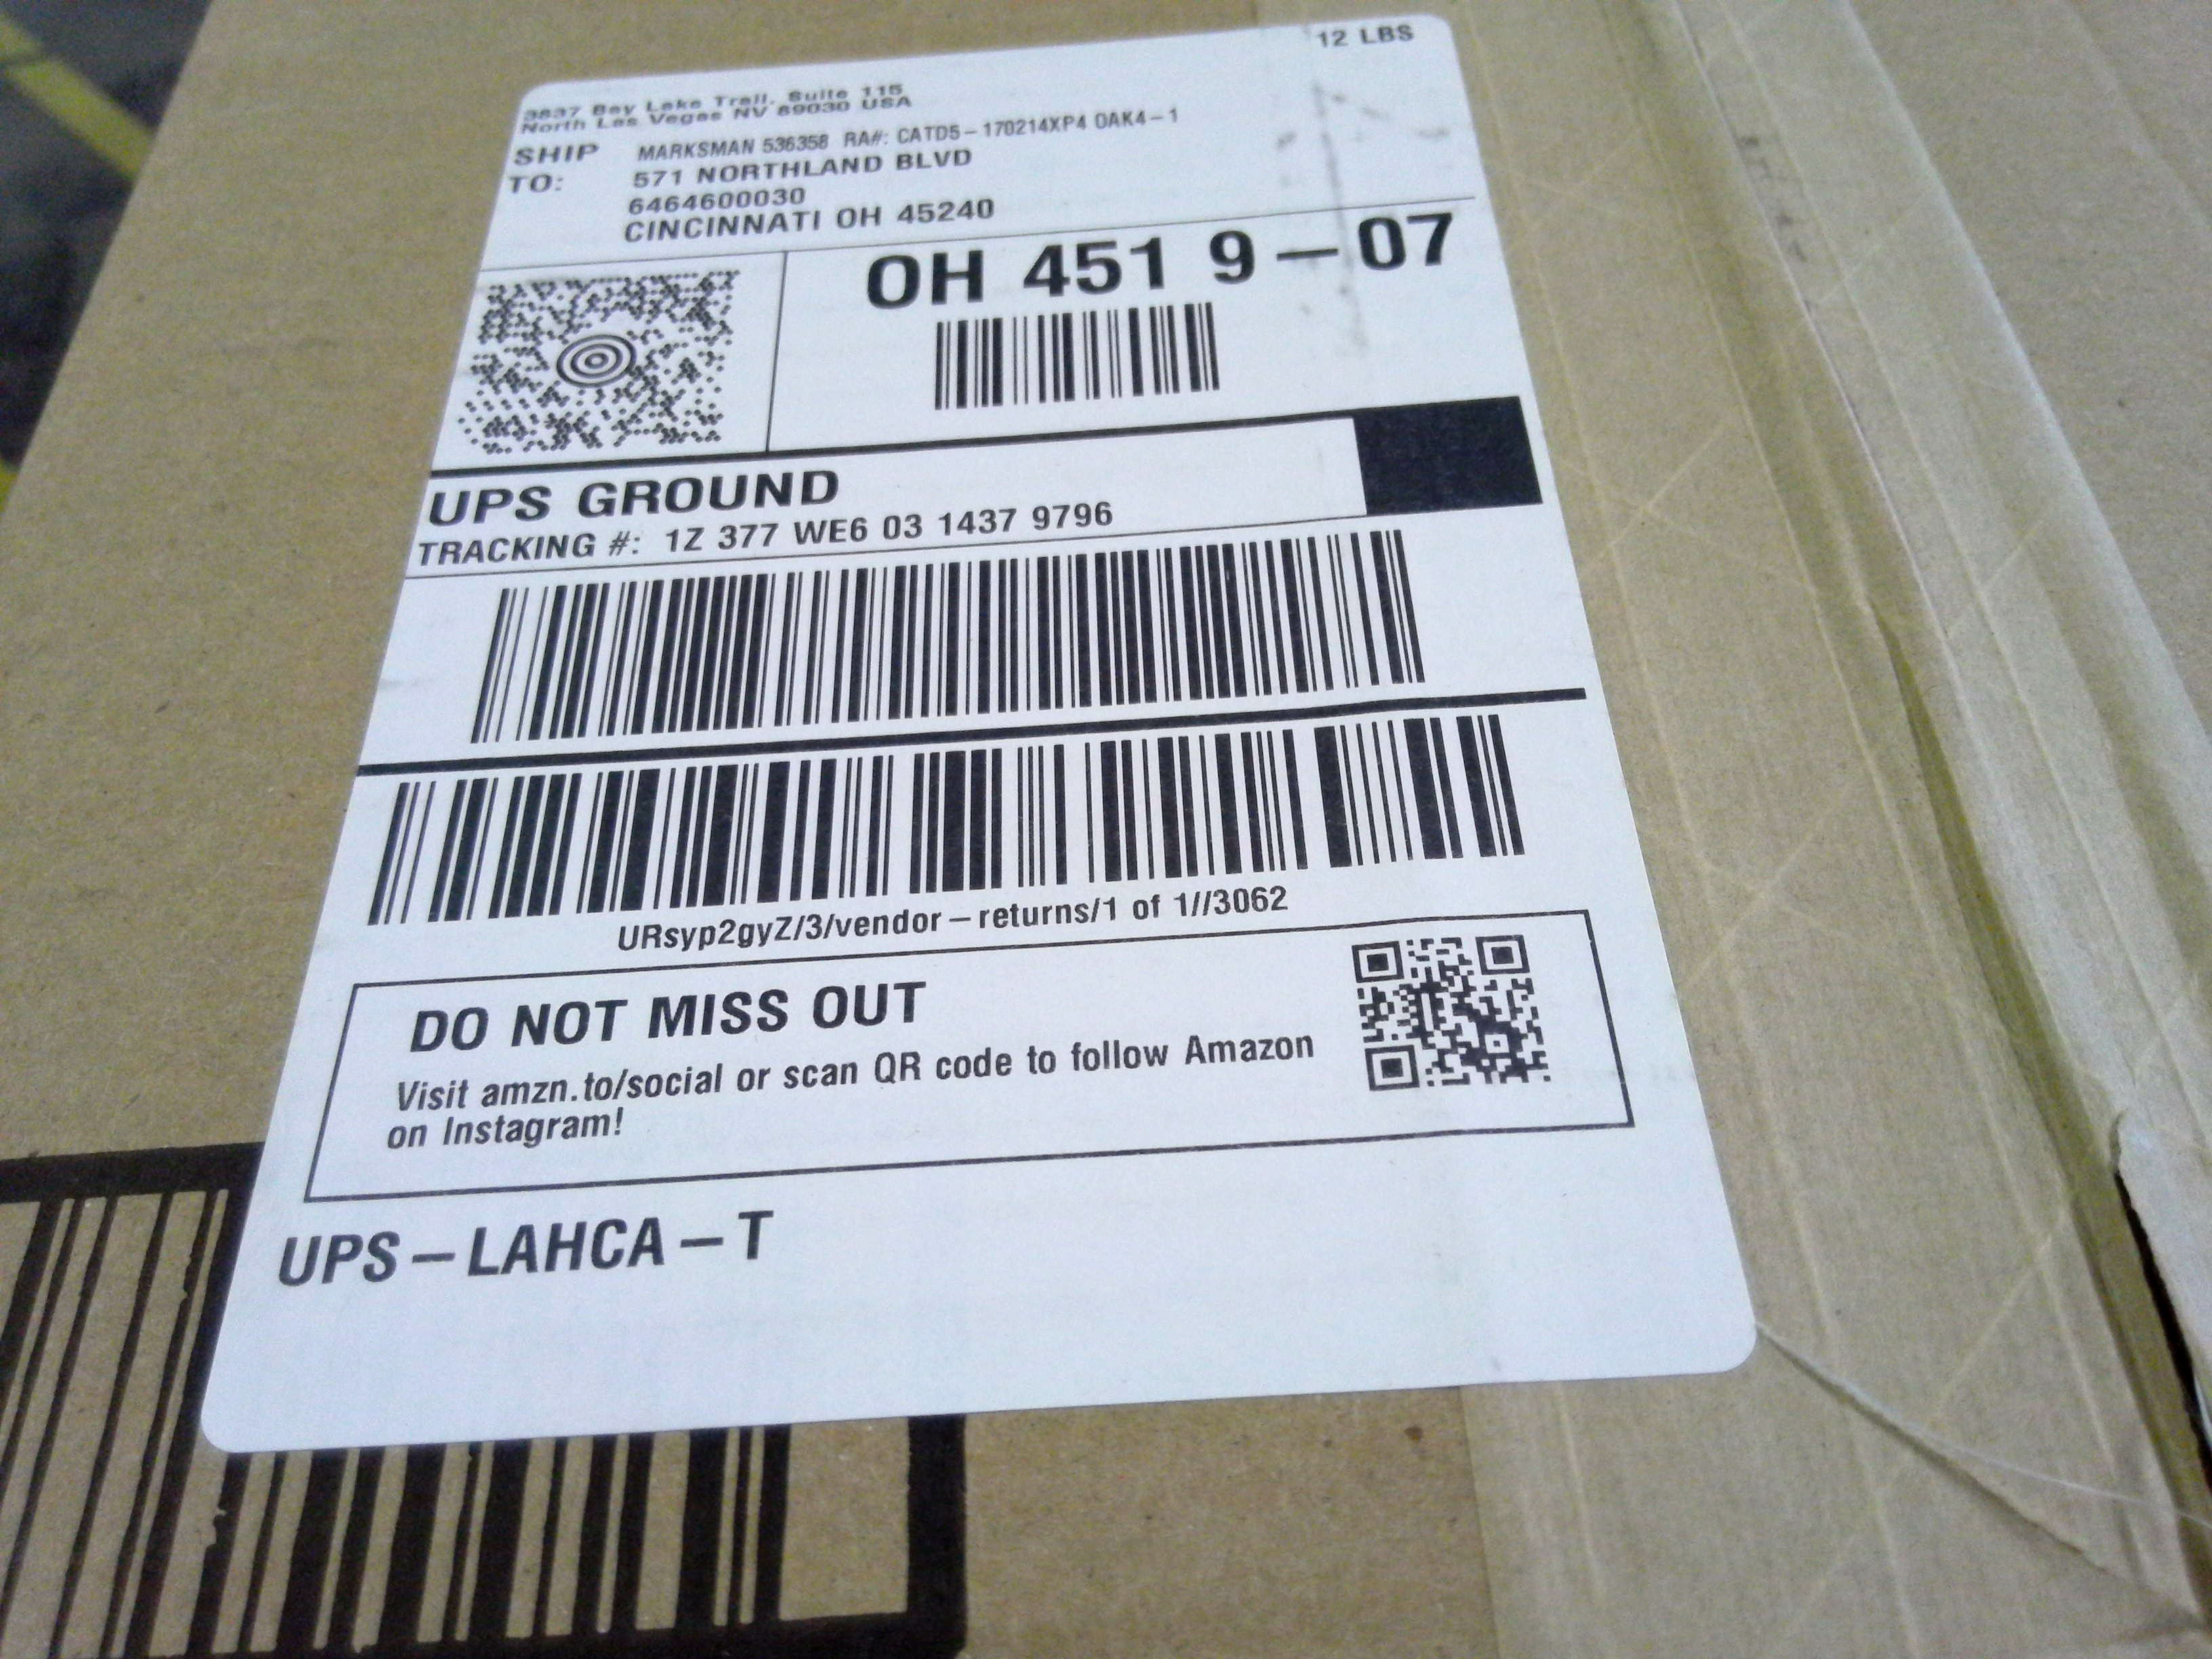 12 LBS
3837 Bay Lake Trail, Suite 115
North Las Vegas NV 89030 USA
SHIP TO: MARKSMAN 536358 RA#: CATD5-170214XP4 OAK4-1
571 NORTHLAND BLVD
6464600030
CINCINNATI OH 45240
OH 451 9-07
UPS GROUND
TRACKING #: 1Z 377 WE6 03 1437 9796
URsyp2gyZ/3/vendor-returns/1 of 1//3062
DO NOT MISS OUT
Visit amzn.to/social or scan QR code to follow Amazon
on Instagram!
UPS-LAHCA-T